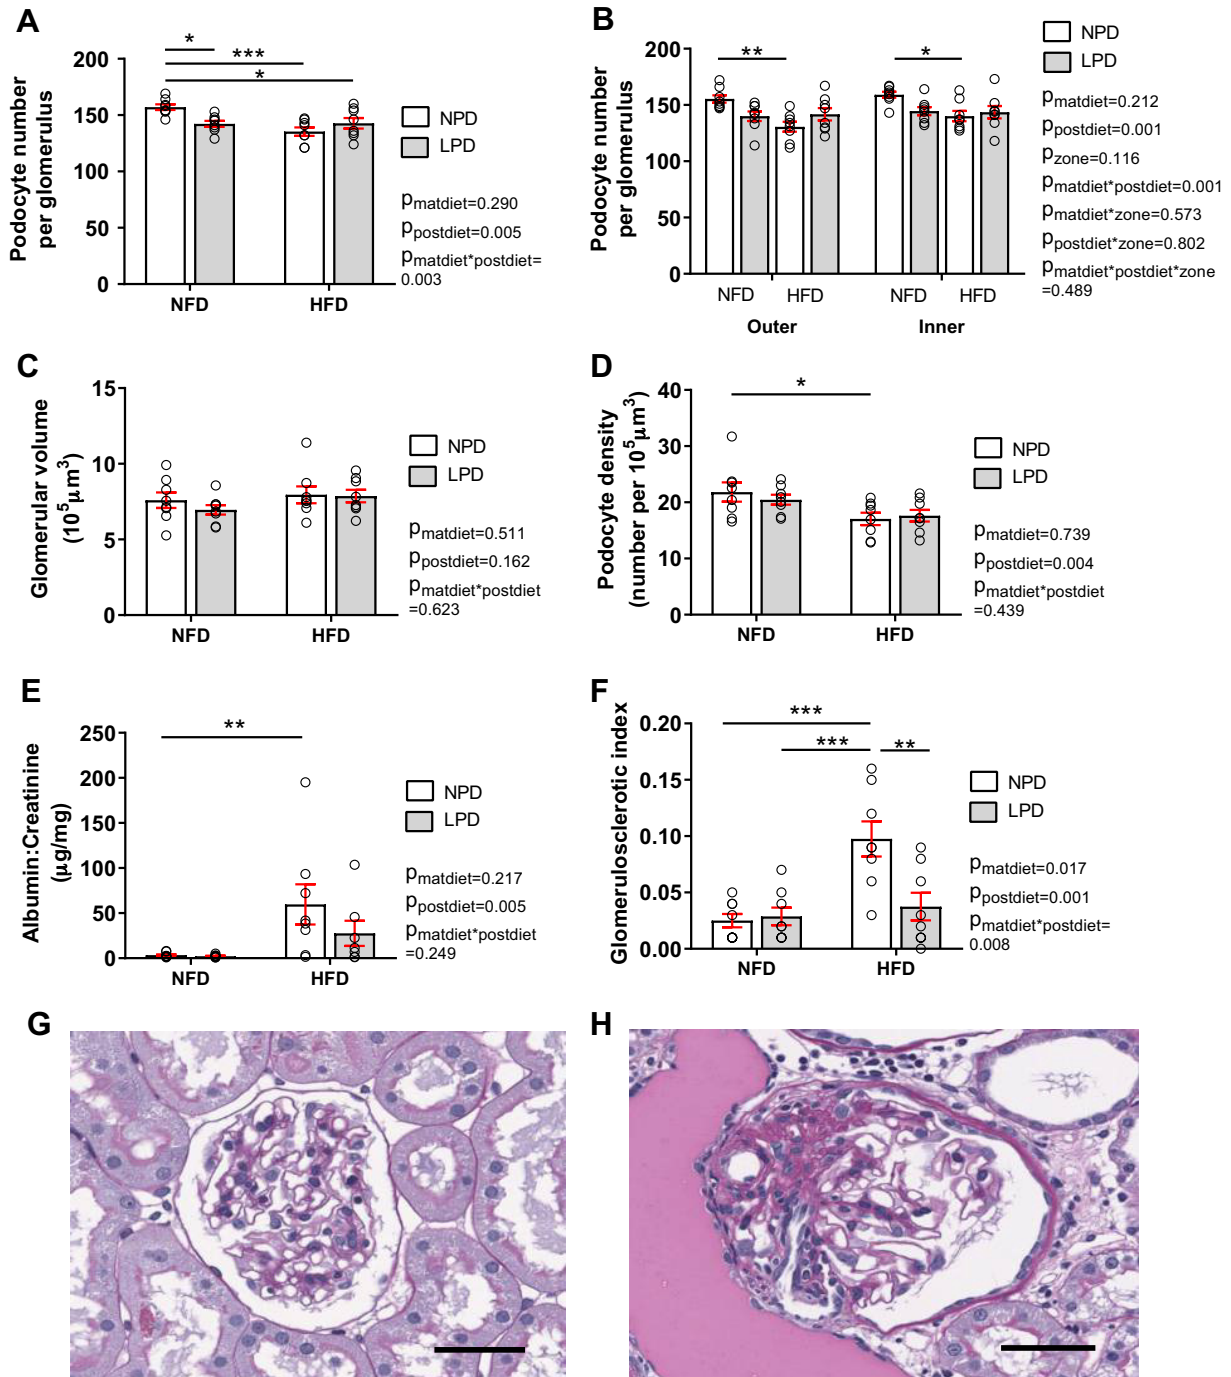 A
*
***
*
Podocyte number
per glomerulus
200
150
100
50
0
NFD
HFD
NPD
LPD
pmatdiet=0.290
ppostdiet=0.005
pmatdiet*postdiet=
0.003
B
**
*
Podocyte number
per glomerulus
200
150
100
50
0
NFD
HFD
NFD
HFD
Outer
Inner
NPD
LPD
pmatdiet=0.212
ppostdiet=0.001
pzone=0.116
pmatdiet*postdiet=0.001
pmatdiet*zone=0.573
ppostdiet*zone=0.802
pmatdiet*postdiet*zone
=0.489
C
Glomerular volume
(10⁵μm³)
15
10
5
0
NFD
HFD
NPD
LPD
pmatdiet=0.511
ppostdiet=0.162
pmatdiet*postdiet
=0.623
D
*
Podocyte density
(number per 10⁵μm³)
40
30
20
10
0
NFD
HFD
NPD
LPD
pmatdiet=0.739
ppostdiet=0.004
pmatdiet*postdiet
=0.439
E
**
Albumin:Creatinine
(μg/mg)
250
200
150
100
50
0
NFD
HFD
NPD
LPD
pmatdiet=0.217
ppostdiet=0.005
pmatdiet*postdiet
=0.249
F
***
***
**
Glomerulosclerotic index
0.20
0.15
0.10
0.05
0.00
NFD
HFD
NPD
LPD
pmatdiet=0.017
ppostdiet=0.001
pmatdiet*postdiet=
0.008
G
H